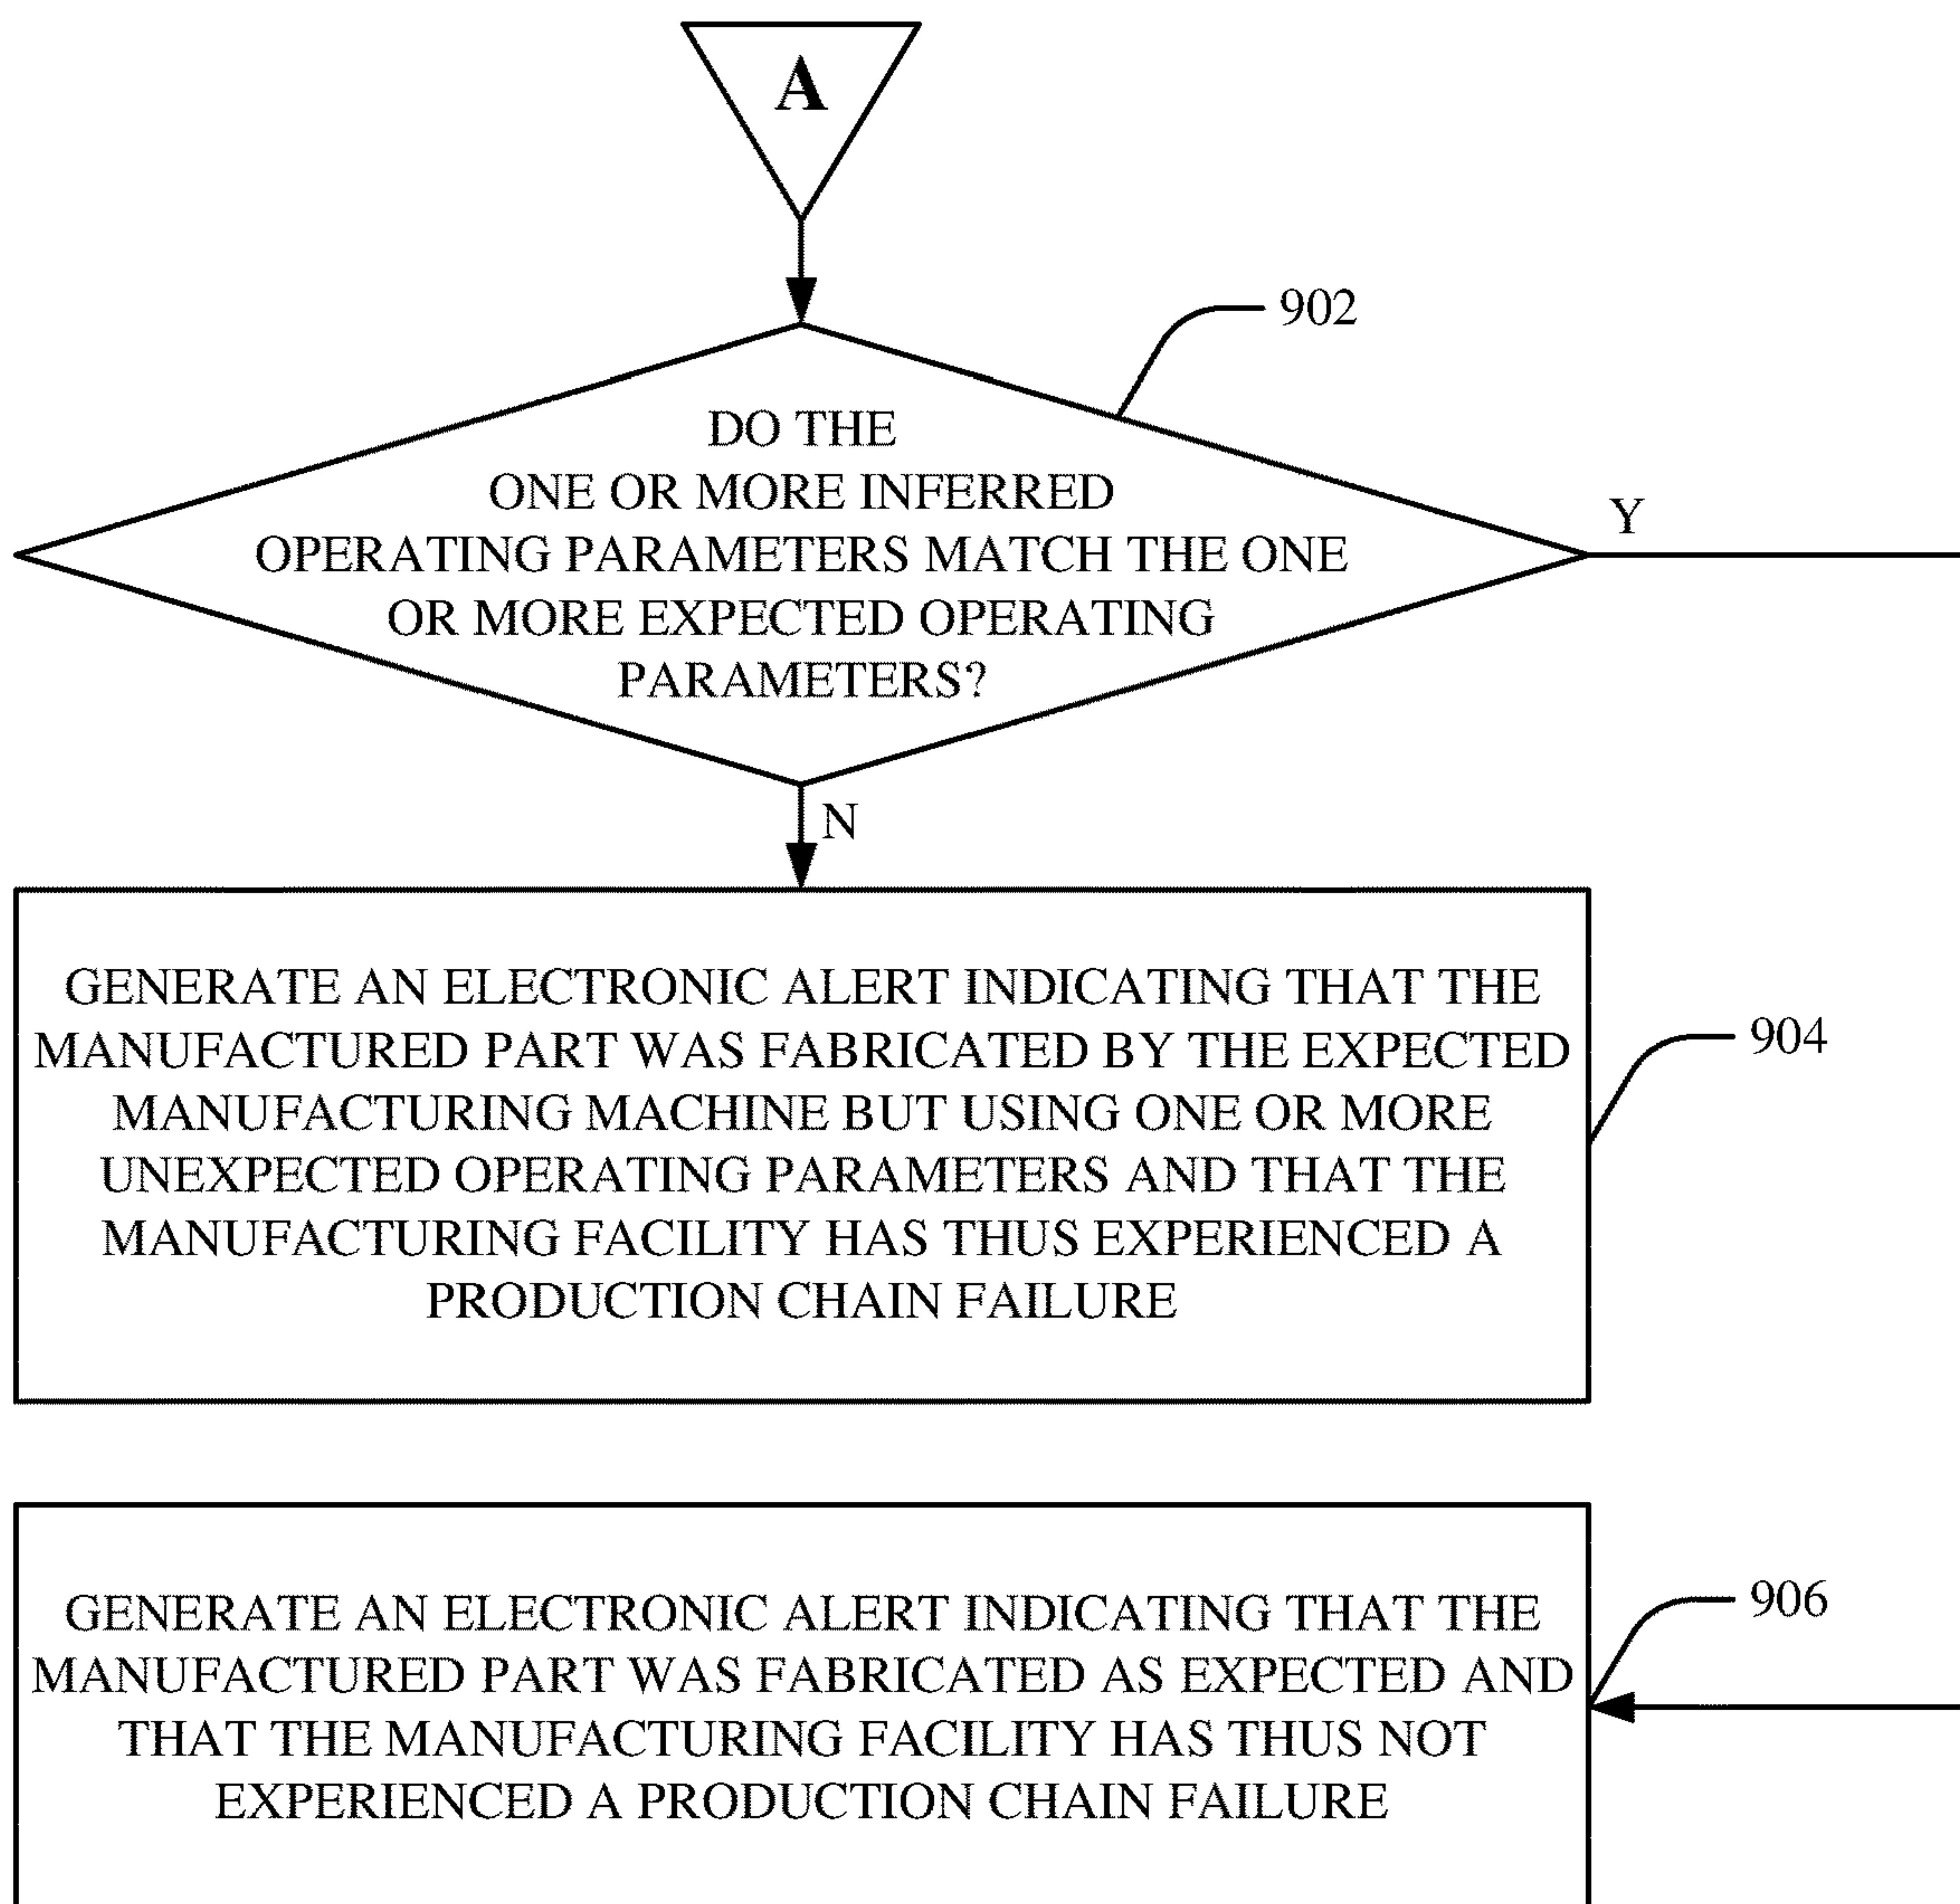 A
902
DO THE
ONE OR MORE INFERRED
OPERATING PARAMETERS MATCH THE ONE
OR MORE EXPECTED OPERATING
PARAMETERS?
Y
N
GENERATE AN ELECTRONIC ALERT INDICATING THAT THE
MANUFACTURED PART WAS FABRICATED BY THE EXPECTED
MANUFACTURING MACHINE BUT USING ONE OR MORE
UNEXPECTED OPERATING PARAMETERS AND THAT THE
MANUFACTURING FACILITY HAS THUS EXPERIENCED A
PRODUCTION CHAIN FAILURE
904
GENERATE AN ELECTRONIC ALERT INDICATING THAT THE
MANUFACTURED PART WAS FABRICATED AS EXPECTED AND
THAT THE MANUFACTURING FACILITY HAS THUS NOT
EXPERIENCED A PRODUCTION CHAIN FAILURE
906